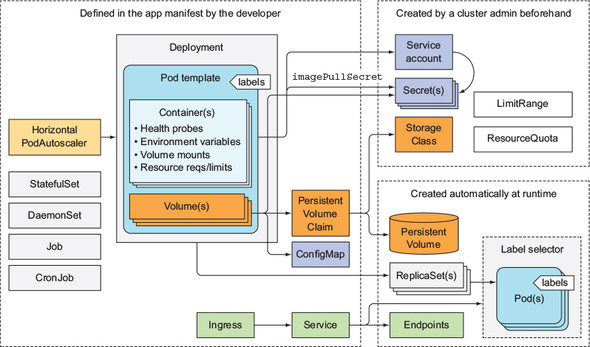 Defined in the app manifest by the developer
Created by a cluster admin beforehand
Deployment
Pod template
labels
Container(s)
• Health probes
• Environment variables
• Volume mounts
• Resource reqs/limits
Volume(s)
Horizontal
PodAutoscaler
StatefulSet
DaemonSet
Job
CronJob
imagePullSecret
Service
account
Secret(s)
LimitRange
Storage
Class
ResourceQuota
Persistent
Volume
Claim
ConfigMap
Created automatically at runtime
Persistent
Volume
ReplicaSet(s)
Label selector
labels
Pod(s)
Ingress
Service
Endpoints